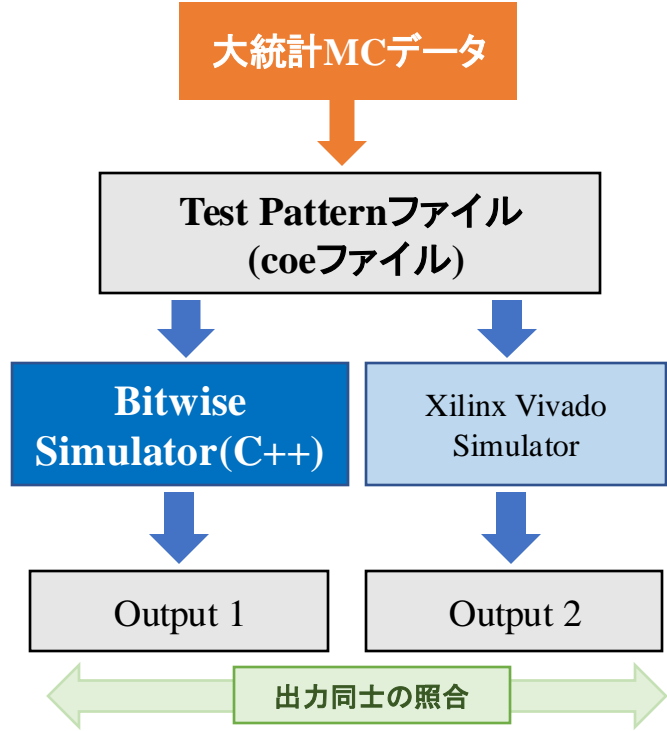 大統計MCデータ
Test Patternファイル
(coeファイル)
Bitwise
Simulator(C++)
Xilinx Vivado
Simulator
Output 1
Output 2
出力同士の照合